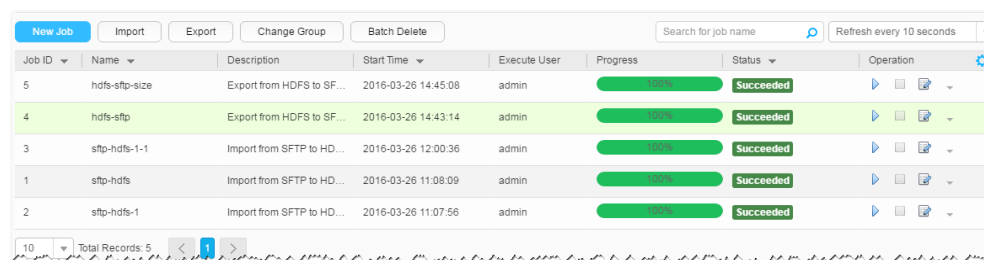 New Job Import Export Change Group Batch Delete Search for job name Refresh every 10 seconds
Job ID Name Description Start Time Execute User Progress Status Operation
5 hdfs-sftp-size Export from HDFS to SF... 2016-03-26 14:45:08 admin 100% Succeeded
4 hdfs-sftp Export from HDFS to SF... 2016-03-26 14:43:14 admin 100% Succeeded
3 sftp-hdfs-1-1 Import from SFTP to HD... 2016-03-26 12:00:36 admin 100% Succeeded
1 sftp-hdfs Import from SFTP to HD... 2016-03-26 11:08:09 admin 100% Succeeded
2 sftp-hdfs-1 Import from SFTP to HD... 2016-03-26 11:07:56 admin 100% Succeeded
10 Total Records: 5 < 1 >